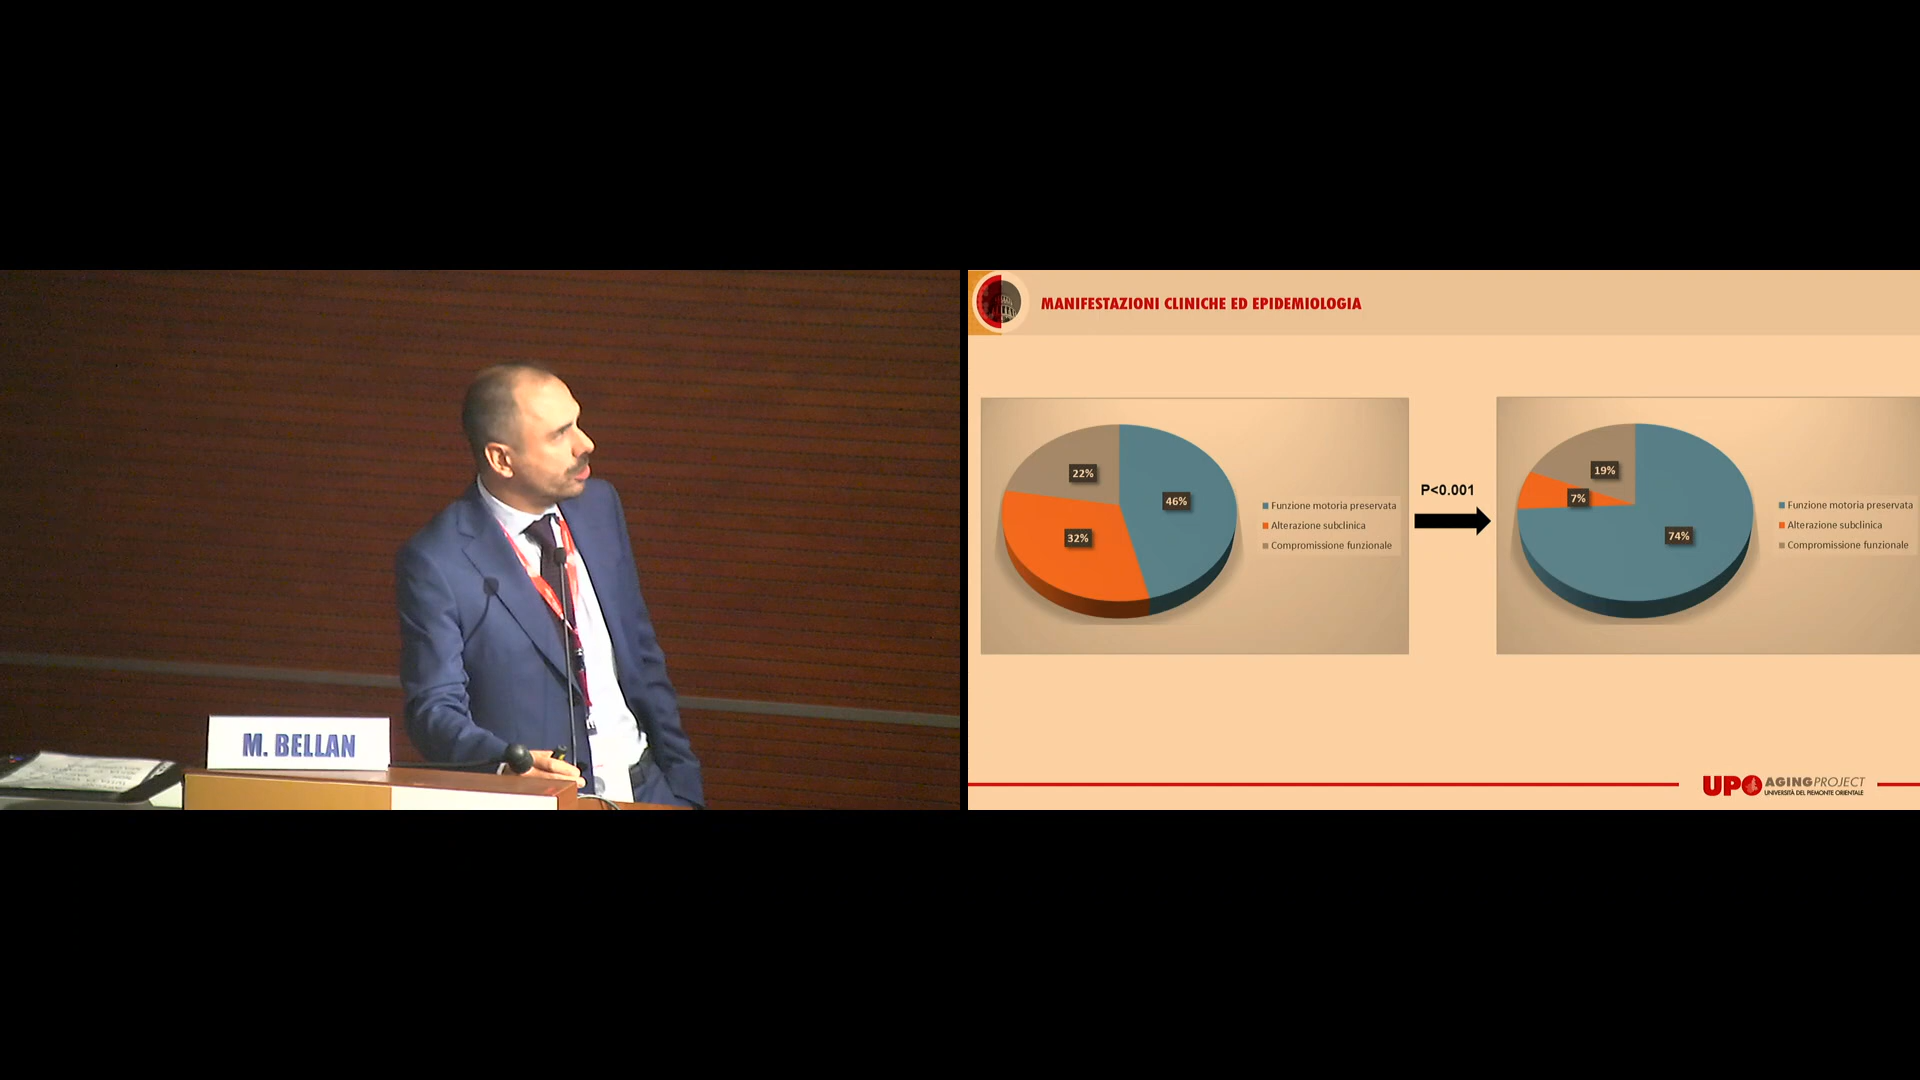 M. BELLAN
MANIFESTAZIONI CLINICHE ED EPIDEMIOLOGIA
22%
46%
32%
Funzione motoria preservata
Alterazione subclinica
Compromissione funzionale
P<0.001
19%
7%
74%
Funzione motoria preservata
Alterazione subclinica
Compromissione funzionale
UPO AGINGPROJECT
UNIVERSITÀ DEL PIEMONTE ORIENTALE